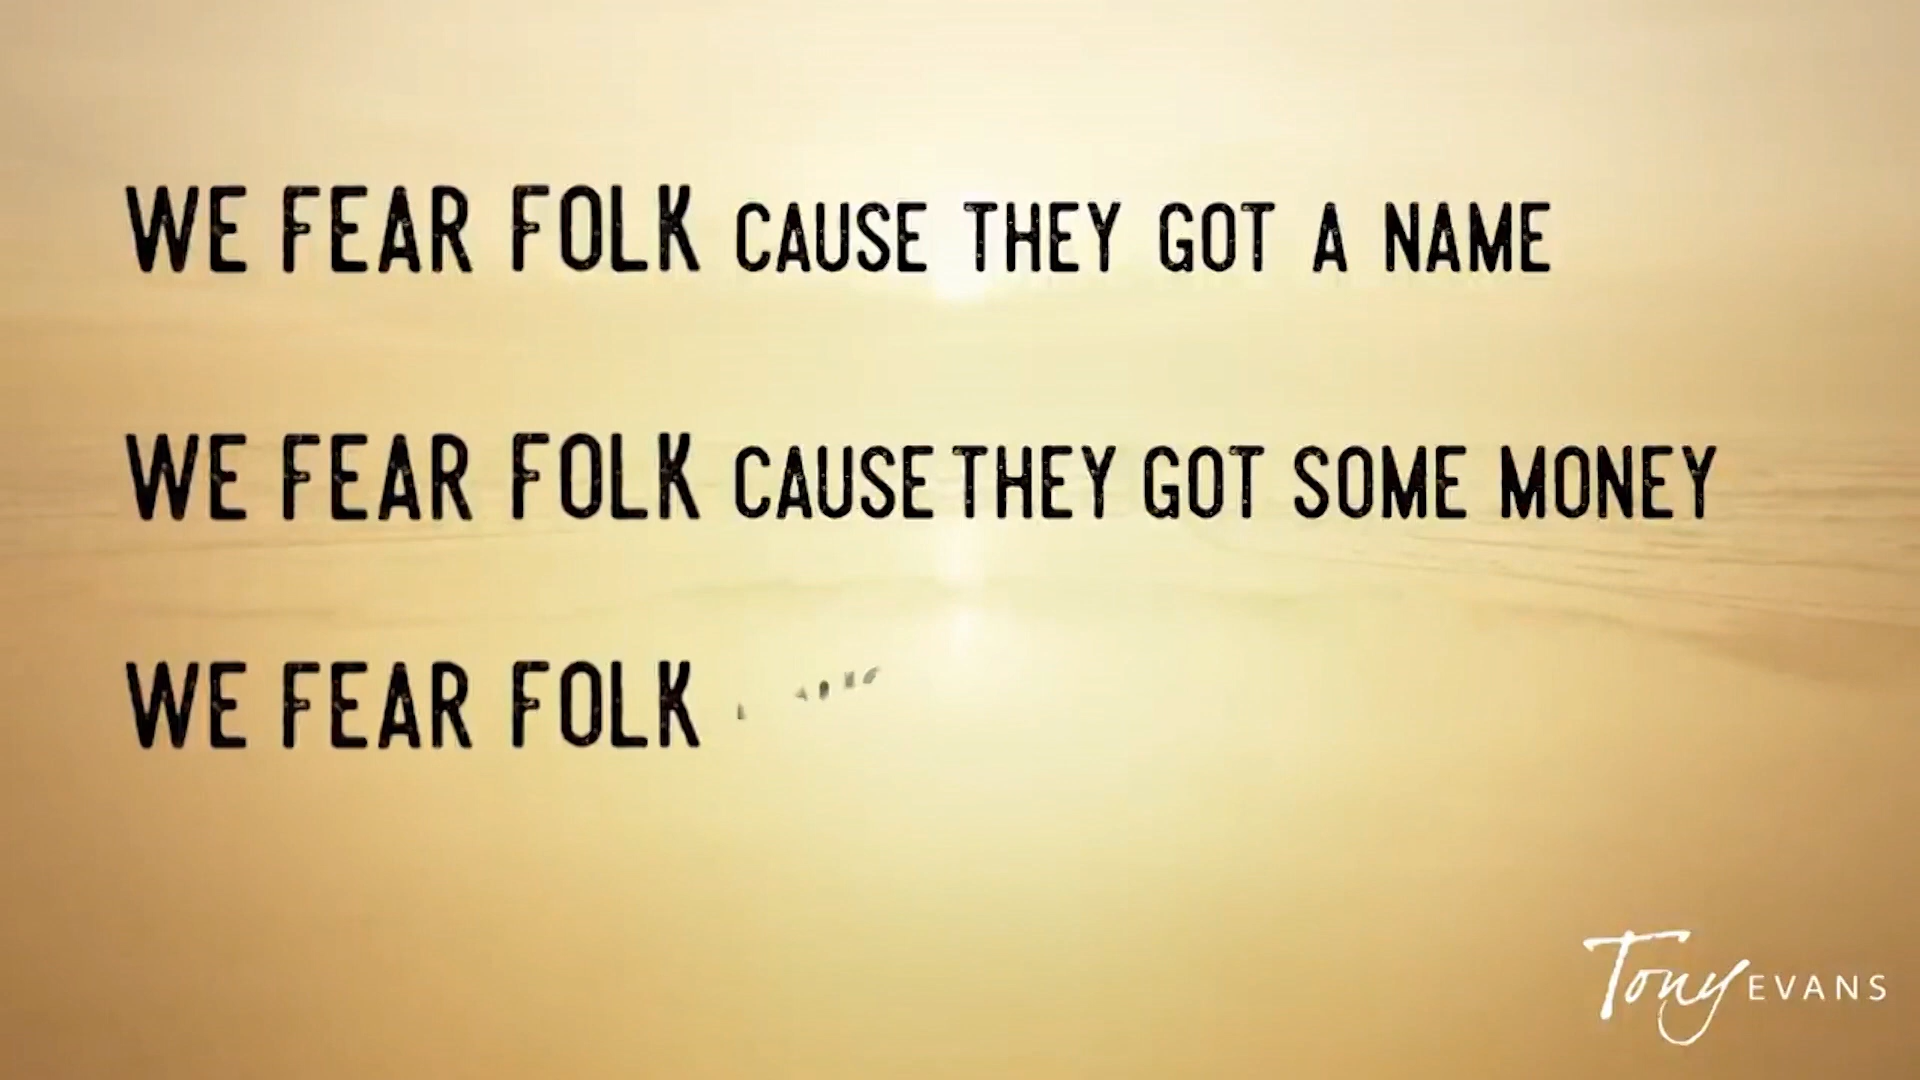 WE FEAR FOLK CAUSE THEY GOT A NAME
WE FEAR FOLK CAUSE THEY GOT SOME MONEY
WE FEAR FOLK
Tony EVANS